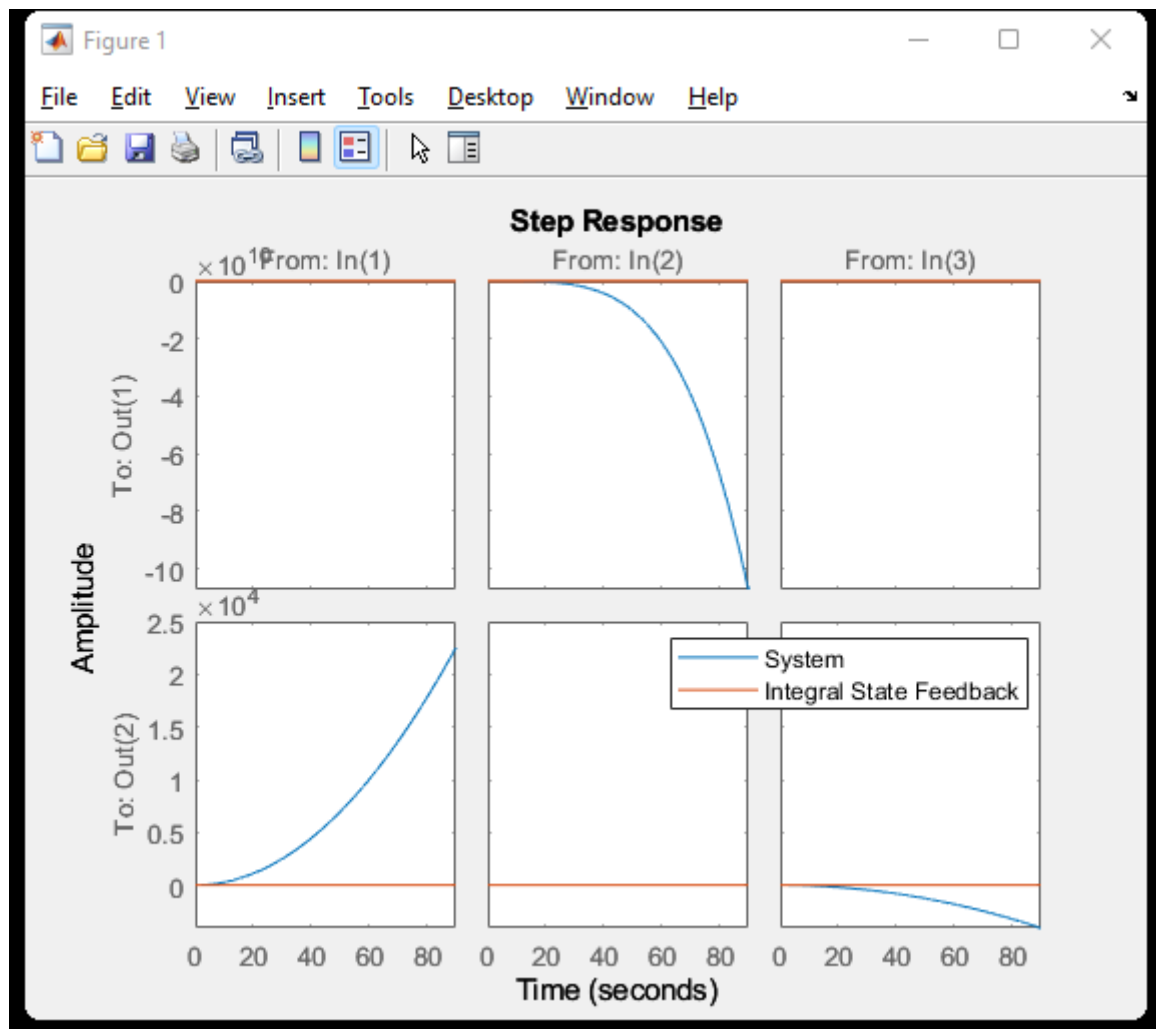 Figure 1
File Edit View Insert Tools Desktop Window Help
Step Response
×10 From: In(1) From: In(2) From: In(3)
0
-2
-4
-6
-8
-10
To: Out(1)
Amplitude
×10^4
2.5
2
1.5
1
0.5
0
To: Out(2)
System
Integral State Feedback
0 20 40 60 80 0 20 40 60 80 0 20 40 60 80
Time (seconds)